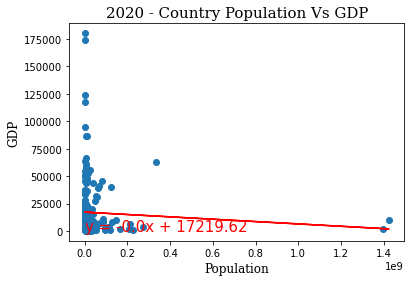 2020 - Country Population Vs GDP
175000
150000
125000
100000
75000
50000
25000
0
GDP
y = -0.0x + 17219.62
0.0 0.2 0.4 0.6 0.8 1.0 1.2 1.4
1e9
Population